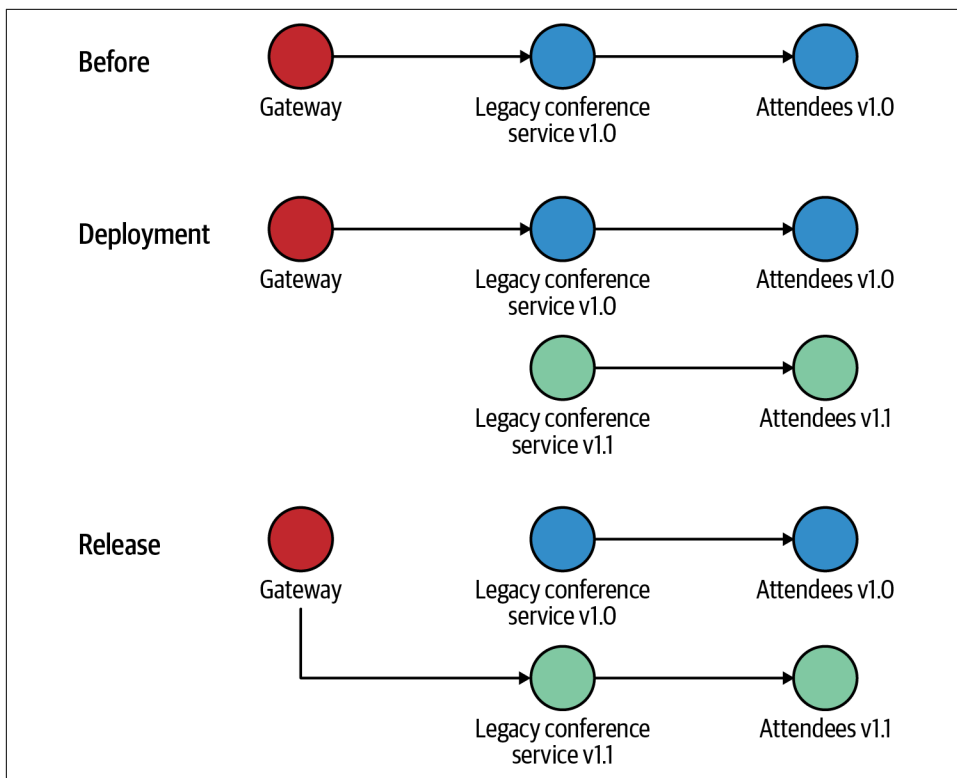 Before
Gateway
Legacy conference
service v1.0
Attendees v1.0
Deployment
Gateway
Legacy conference
service v1.0
Attendees v1.0
Legacy conference
service v1.1
Attendees v1.1
Release
Gateway
Legacy conference
service v1.0
Attendees v1.0
Legacy conference
service v1.1
Attendees v1.1